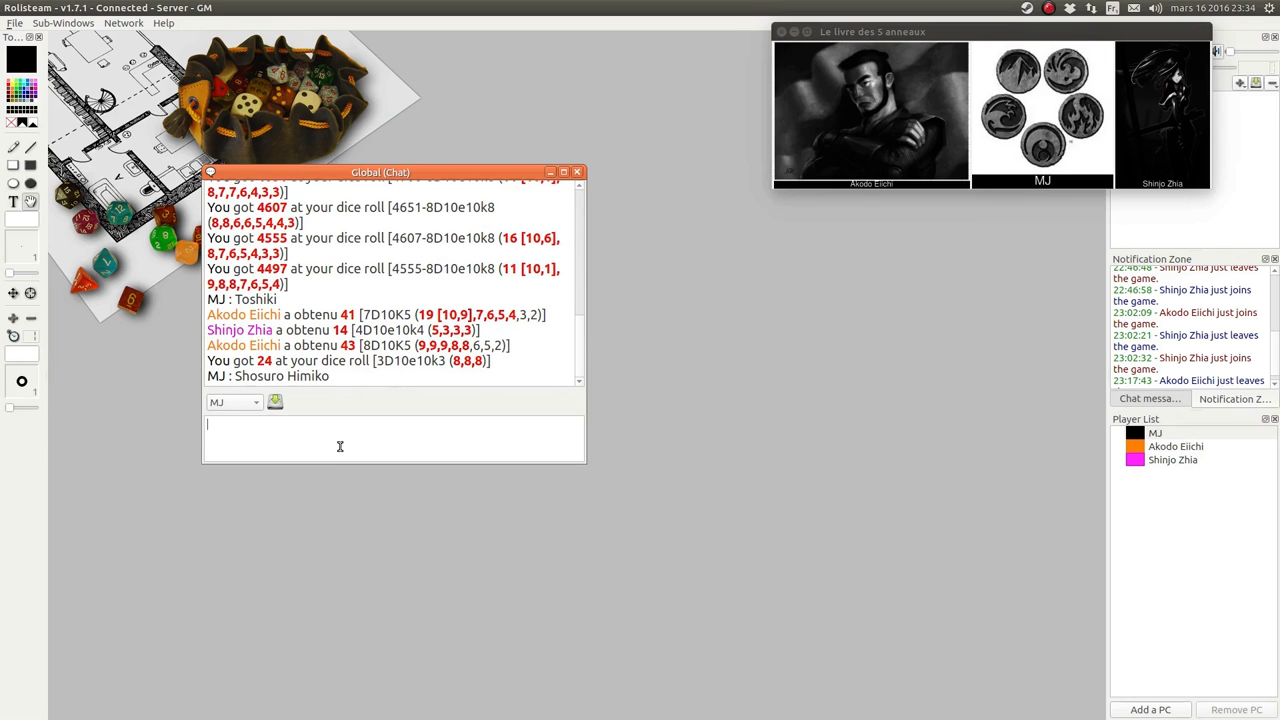 Rolisteam - v1.7.1 - Connected - Server - GM
Fr
mars 16 2016 23:34
File Sub-Windows Network Help
To...
Le livre des 5 anneaux
Akodo Eiichi
MJ
Shinjo Zhia
Global (Chat)
8,7,7,6,4,3,3)]
You got 4607 at your dice roll [4651-8D10e10k8
(8,8,6,6,5,4,4,3)]
You got 4555 at your dice roll [4607-8D10e10k8 (16 [10,6],
8,7,6,5,4,3,3)]
You got 4497 at your dice roll [4555-8D10e10k8 (11 [10,1],
9,8,8,7,6,5,4)]
MJ : Toshiki
Akodo Eiichi a obtenu 41 [7D10K5 (19 [10,9],7,6,5,4,3,2)]
Shinjo Zhia a obtenu 14 [4D10e10k4 (5,3,3,3)]
Akodo Eiichi a obtenu 43 [8D10K5 (9,9,9,8,8,6,5,2)]
You got 24 at your dice roll [3D10e10k3 (8,8,8)]
MJ : Shosuro Himiko
MJ
T
1
1
1
Notification Zone
22:46:48 - Shinjo Zhia just leaves
the game.
22:46:58 - Shinjo Zhia just joins
the game.
23:02:09 - Akodo Eiichi just joins
the game.
23:02:21 - Shinjo Zhia just leaves
the game.
23:02:32 - Shinjo Zhia just joins
the game.
23:17:43 - Akodo Eiichi just leaves
Chat messa... Notification Z...
Player List
MJ
Akodo Eiichi
Shinjo Zhia
Add a PC Remove PC